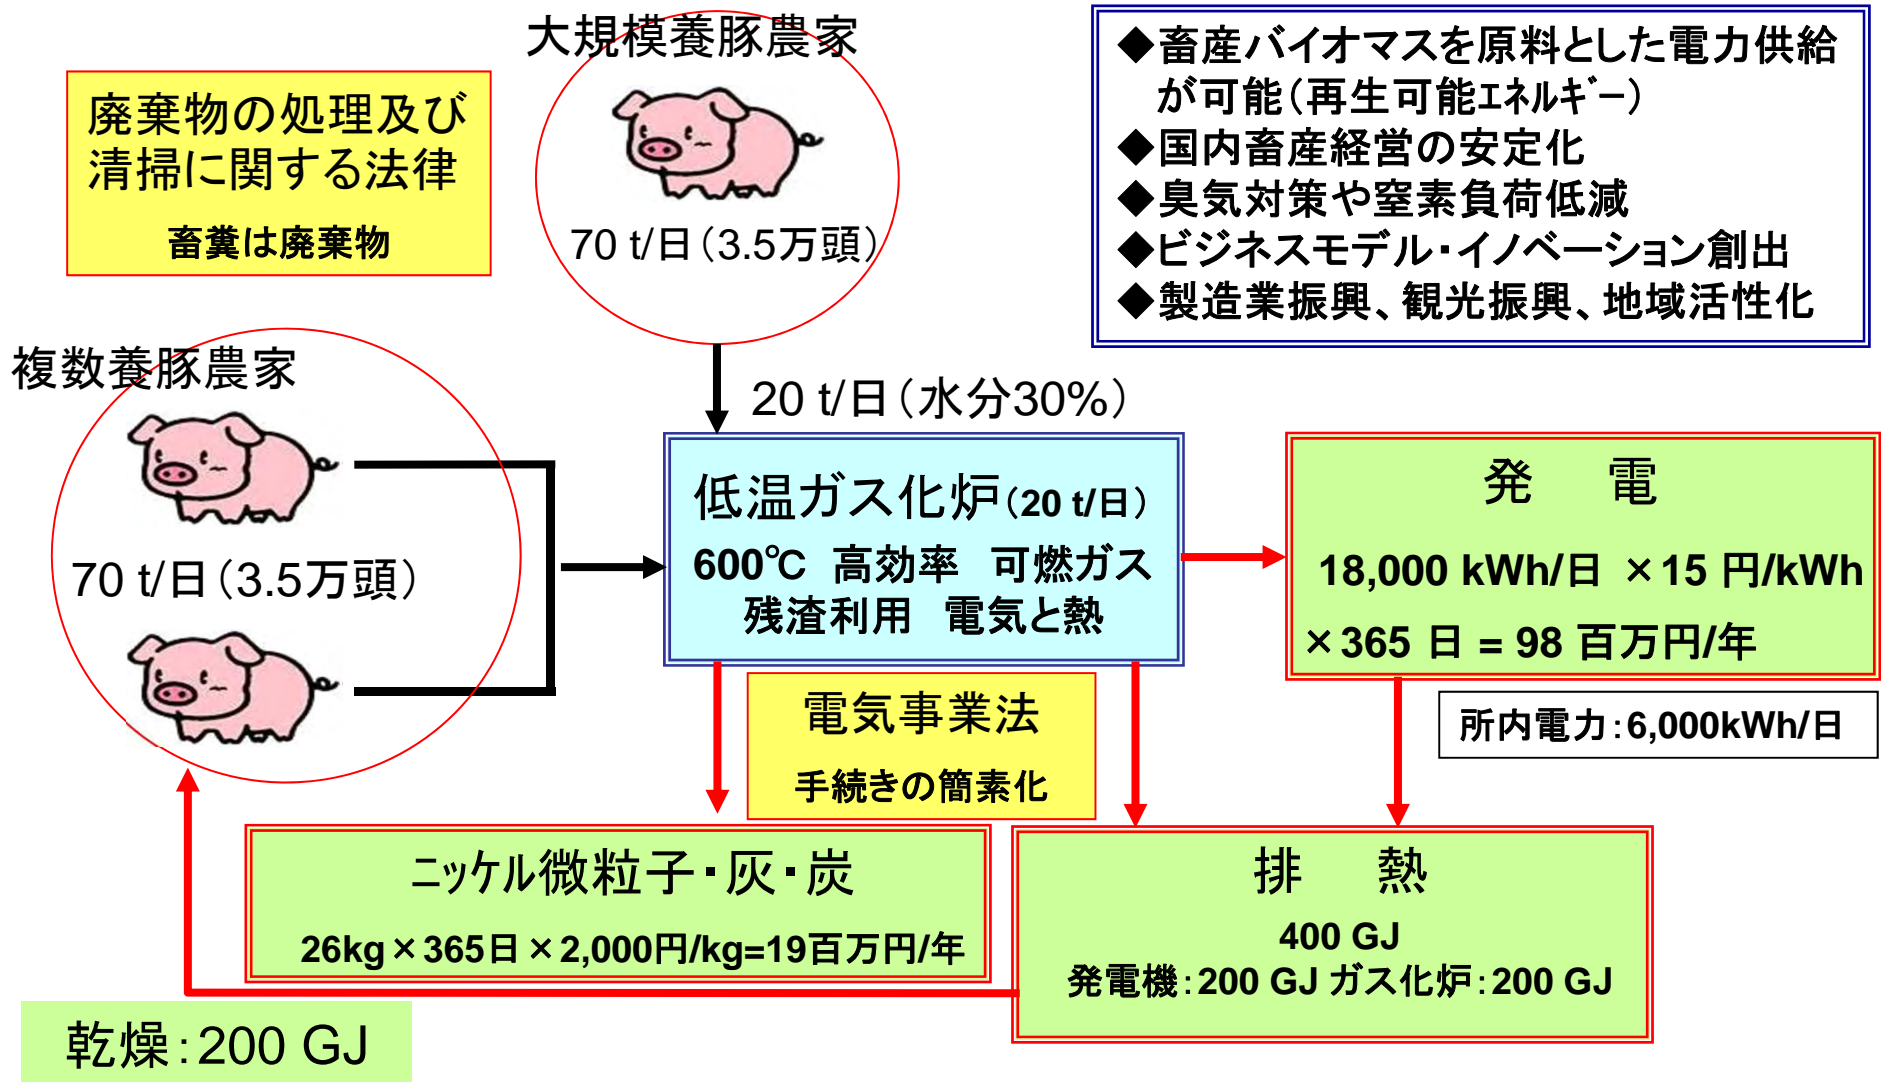 大規模養豚農家
70 t/日（3.5万頭）
廃棄物の処理及び
清掃に関する法律
畜糞は廃棄物
◆畜産バイオマスを原料とした電力供給
が可能（再生可能ｴﾈﾙｷﾞｰ）
◆国内畜産経営の安定化
◆臭気対策や窒素負荷低減
◆ビジネスモデル・イノベーション創出
◆製造業振興、観光振興、地域活性化
複数養豚農家
70 t/日（3.5万頭）
20 t/日（水分30%）
低温ガス化炉（20 t/日）
600℃ 高効率 可燃ガス
残渣利用 電気と熱
発 電
18,000 kWh/日 ×15 円/kWh
×365 日 = 98 百万円/年
所内電力：6,000kWh/日
電気事業法
手続きの簡素化
ﾆｯｹﾙ微粒子・灰・炭
26kg×365日×2,000円/kg=19百万円/年
排 熱
400 GJ
発電機：200 GJ ガス化炉：200 GJ
乾燥：200 GJ